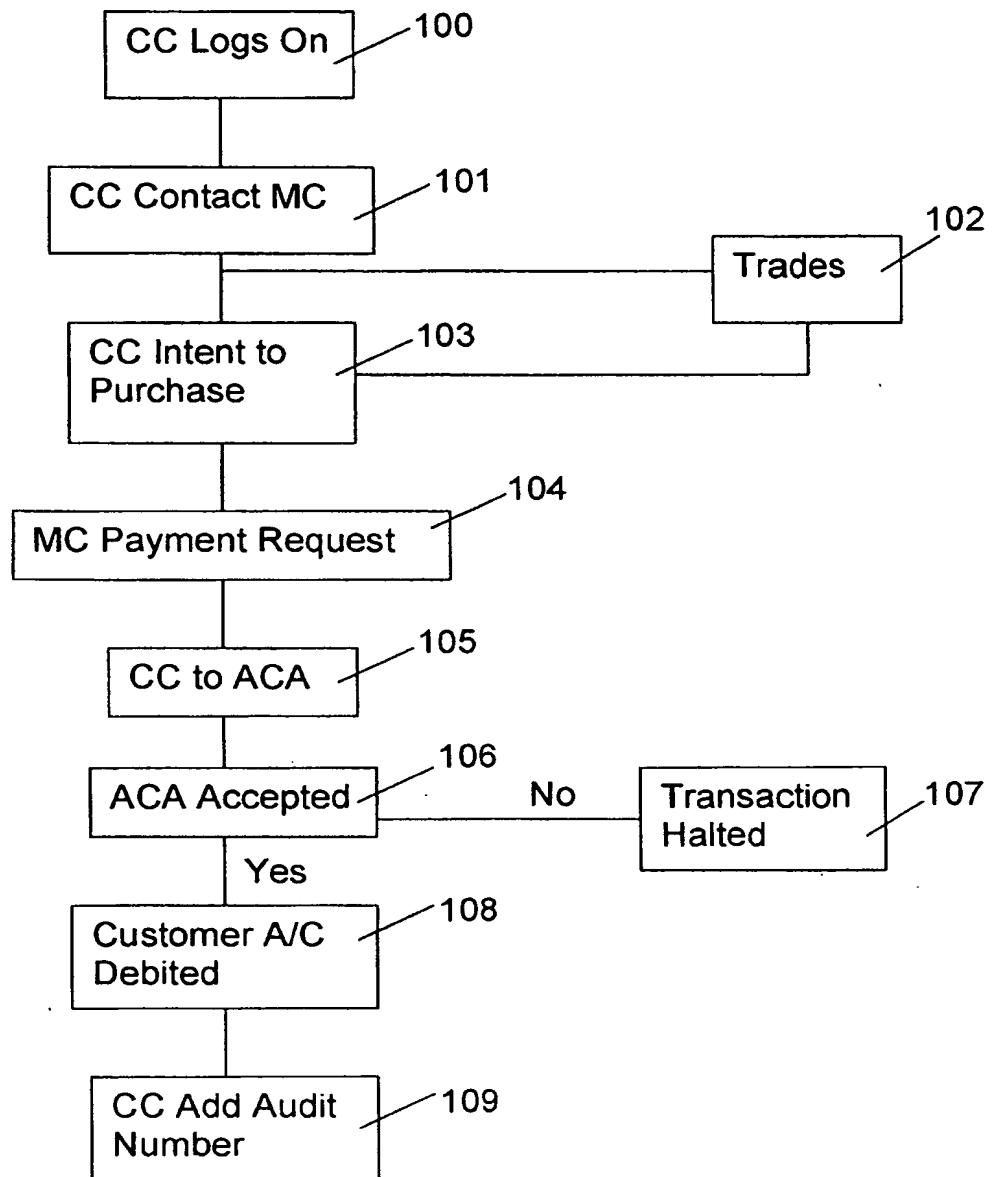 CC Logs On
100
CC Contact MC
101
Trades
102
CC Intent to
Purchase
103
MC Payment Request
104
CC to ACA
105
ACA Accepted
106
No
Transaction
Halted
107
Yes
Customer A/C
Debited
108
CC Add Audit
Number
109